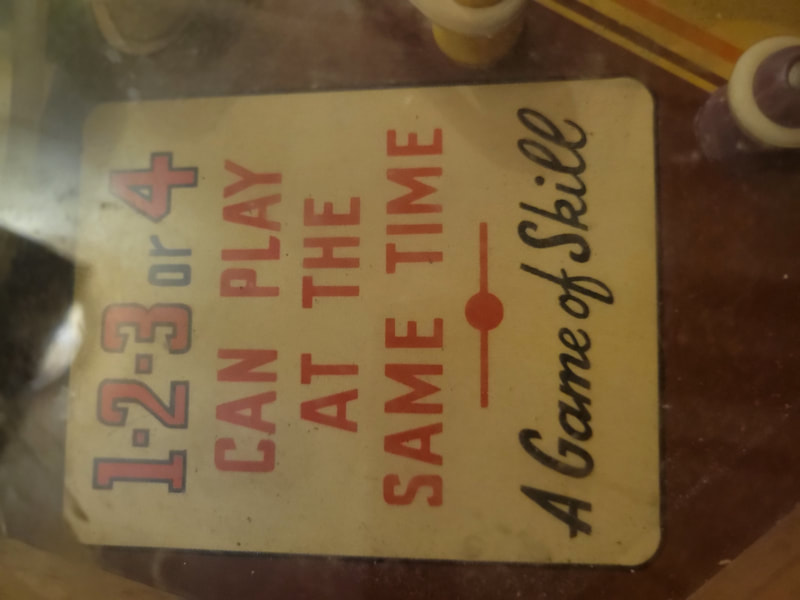 1-2-3 or 4
CAN PLAY
AT THE
SAME TIME
A Game of Skill